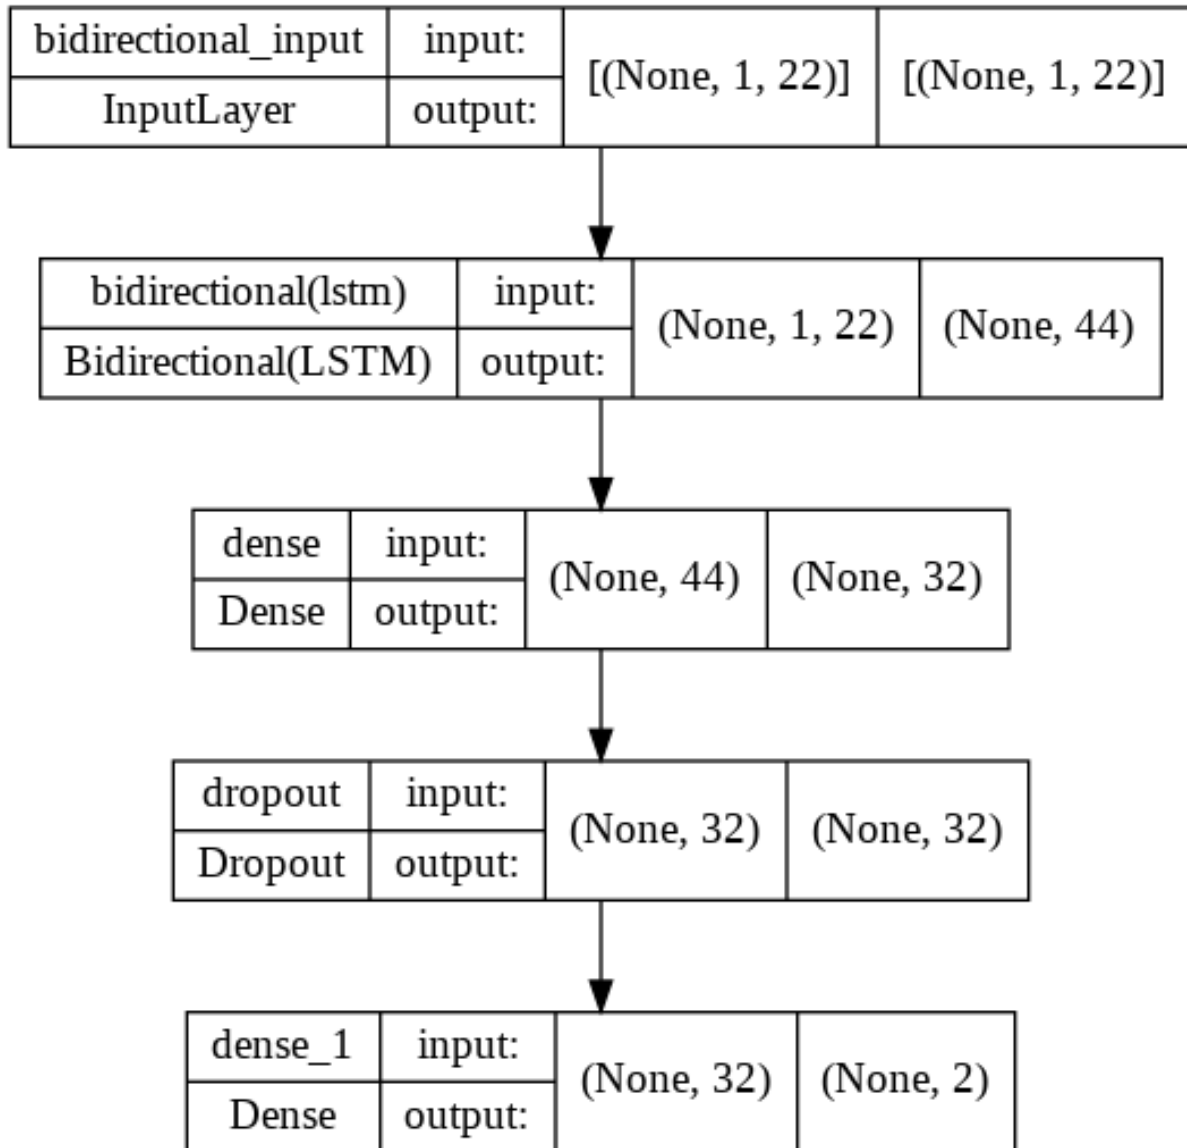 bidirectional_input input: [(None, 1, 22)] [(None, 1, 22)]
InputLayer output:
bidirectional(lstm) input: (None, 1, 22) (None, 44)
Bidirectional(LSTM) output:
dense input: (None, 44) (None, 32)
Dense output:
dropout input: (None, 32) (None, 32)
Dropout output:
dense_1 input: (None, 32) (None, 2)
Dense output: